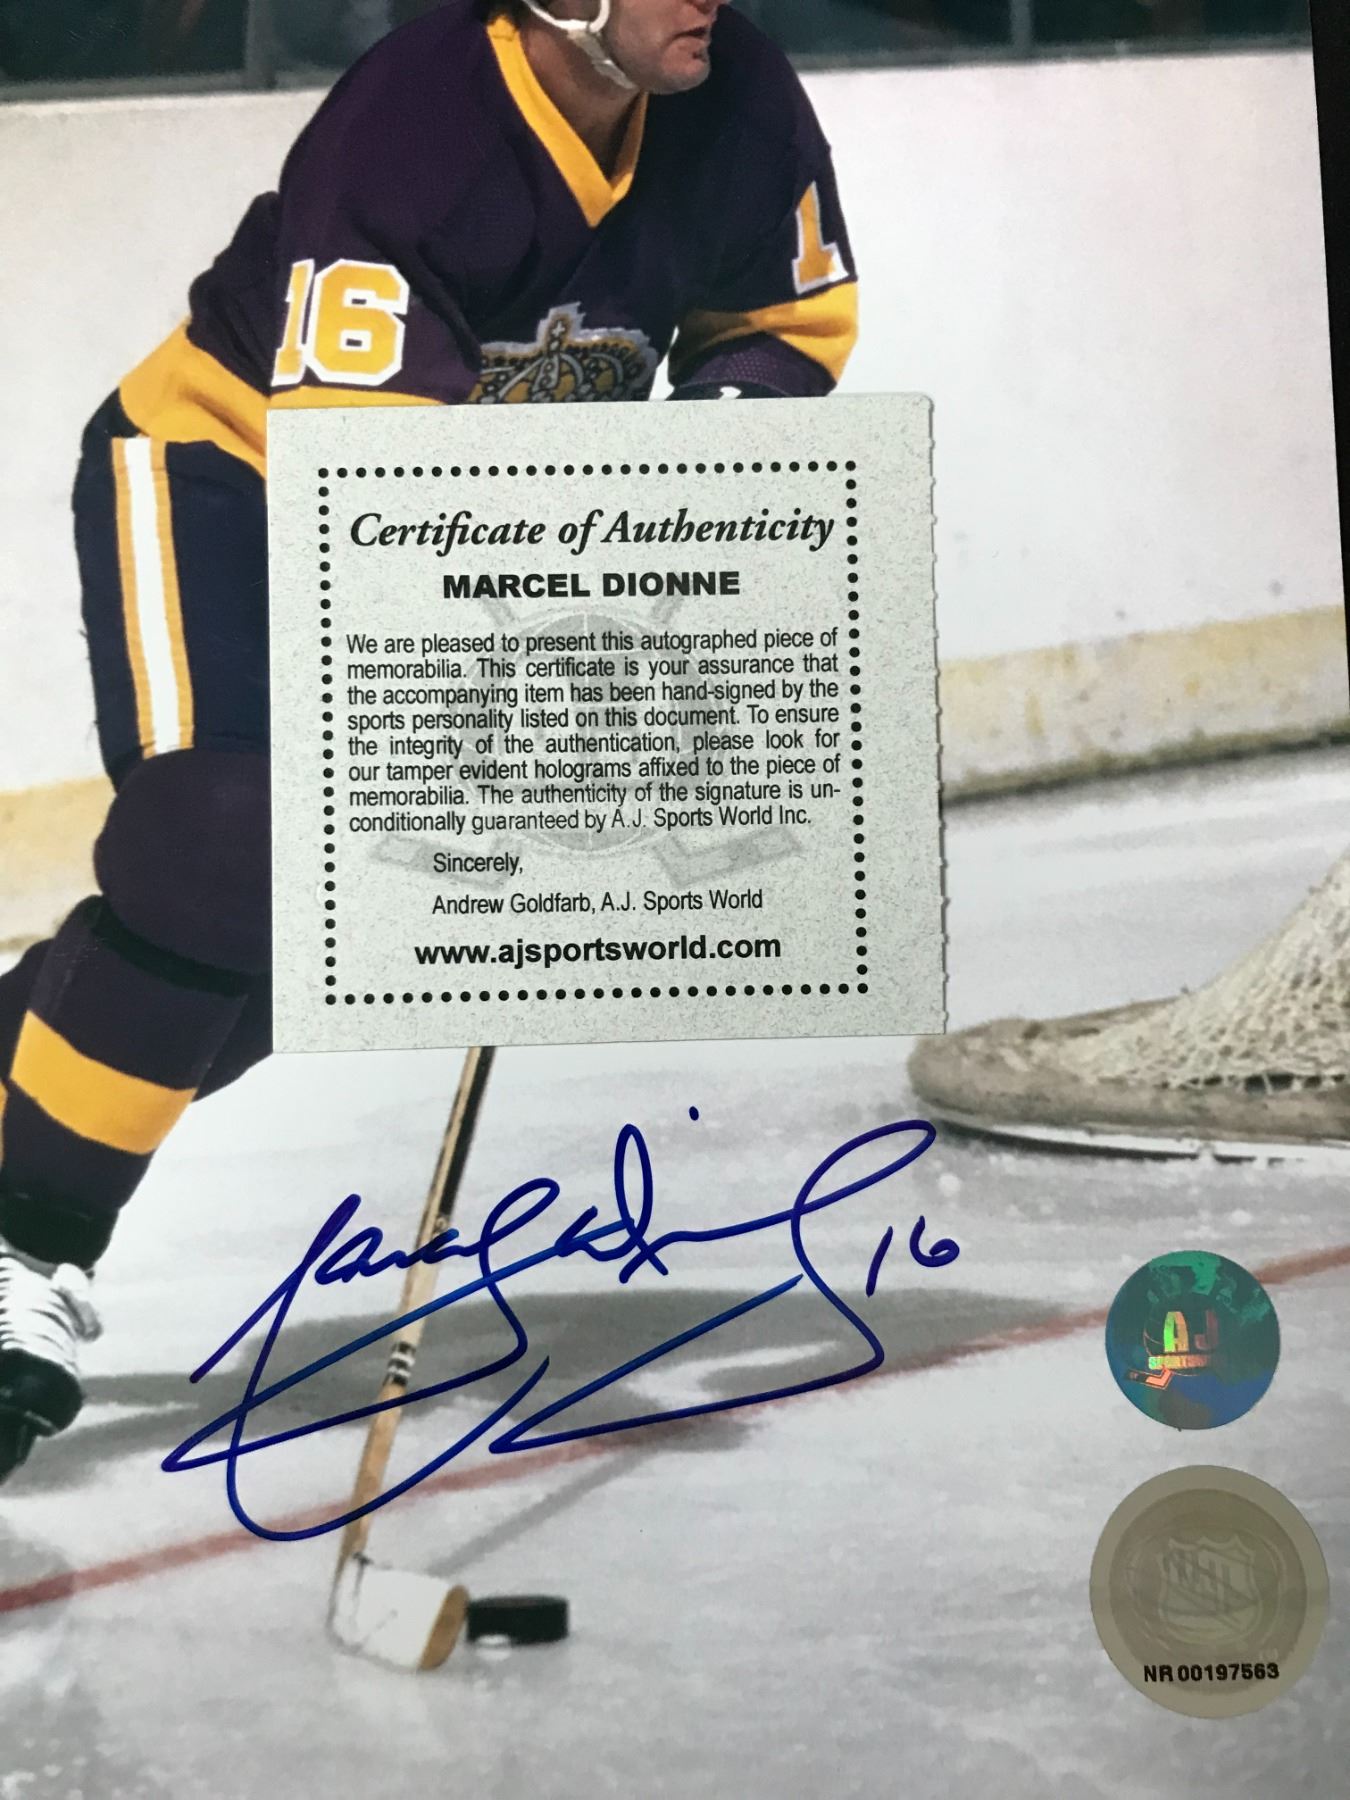 16
1
Certificate of Authenticity
MARCEL DIONNE
We are pleased to present this autographed piece of
memorabilia. This certificate is your assurance that
the accompanying item has been hand-signed by the
sports personality listed on this document. To ensure
the integrity of the authentication, please look for
our tamper evident holograms affixed to the piece of
memorabilia. The authenticity of the signature is un-
conditionally guaranteed by A.J. Sports World Inc.
Sincerely,
Andrew Goldfarb, A.J. Sports World
www.ajsportsworld.com
16
AJ
NHL
NR 00197563